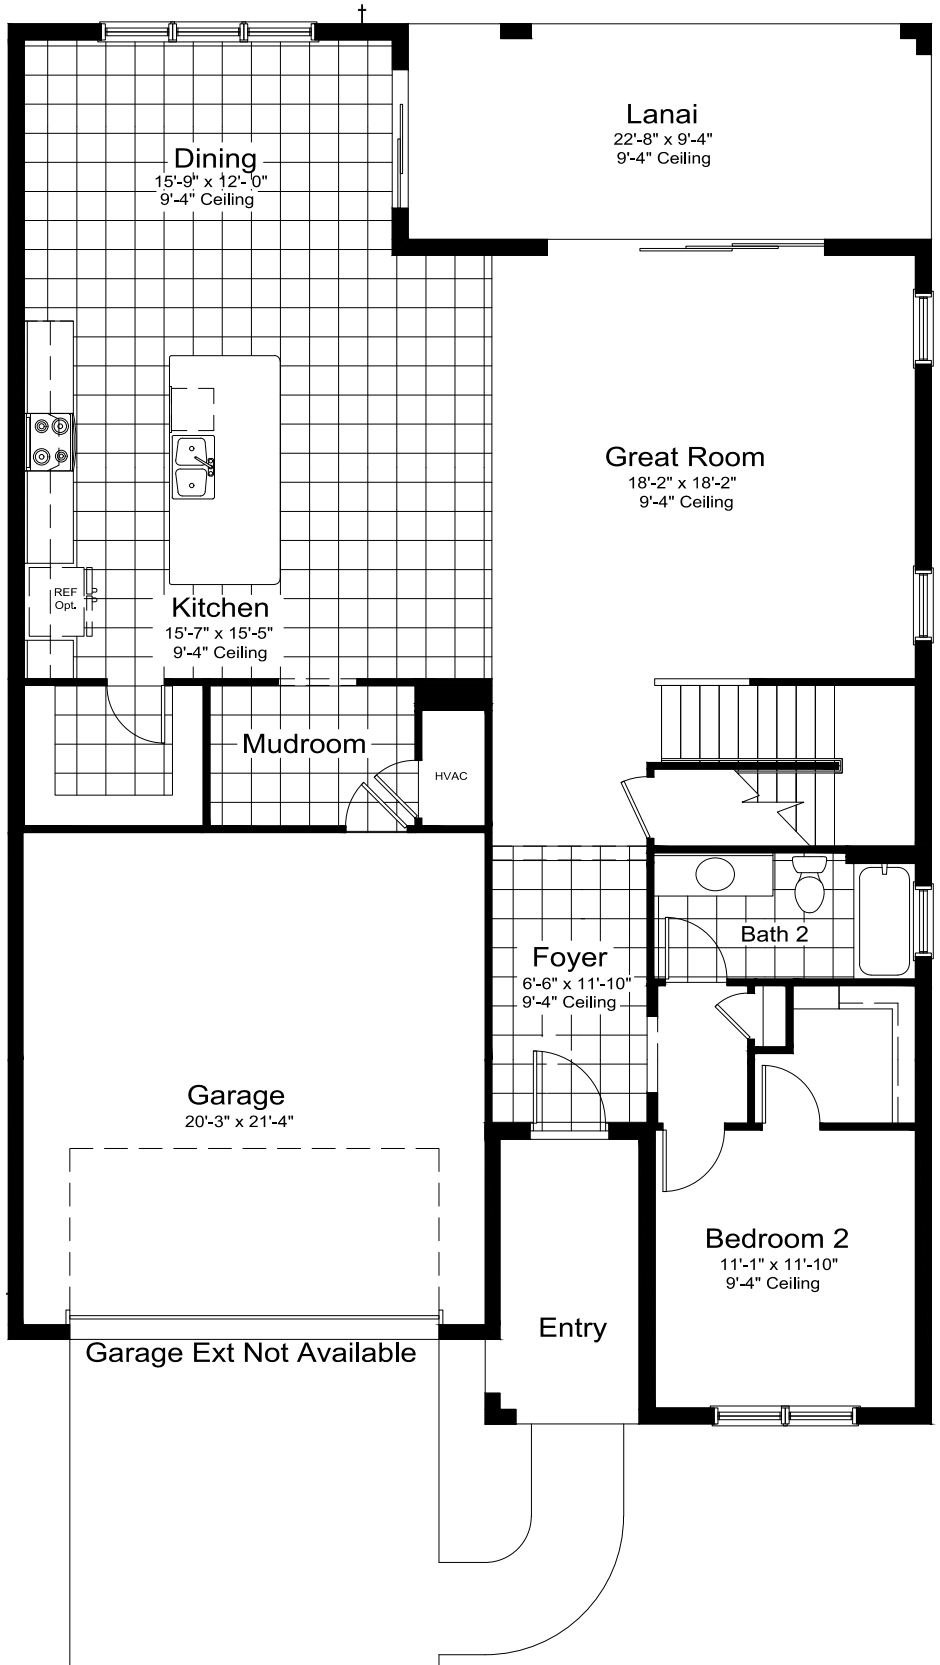 Lanai
22'-8" x 9'-4"
9'-4" Ceiling
Dining
15'-9" x 12'- 0"
9'-4" Ceiling
Great Room
18'-2" x 18'-2"
9'-4" Ceiling
REF
Opt.
Kitchen
15'-7" x 15'-5"
9'-4" Ceiling
Mudroom
HVAC
Bath 2
Foyer
6'-6" x 11'-10"
9'-4" Ceiling
Garage
20'-3" x 21'-4"
Bedroom 2
11'-1" x 11'-10"
9'-4" Ceiling
Entry
Garage Ext Not Available